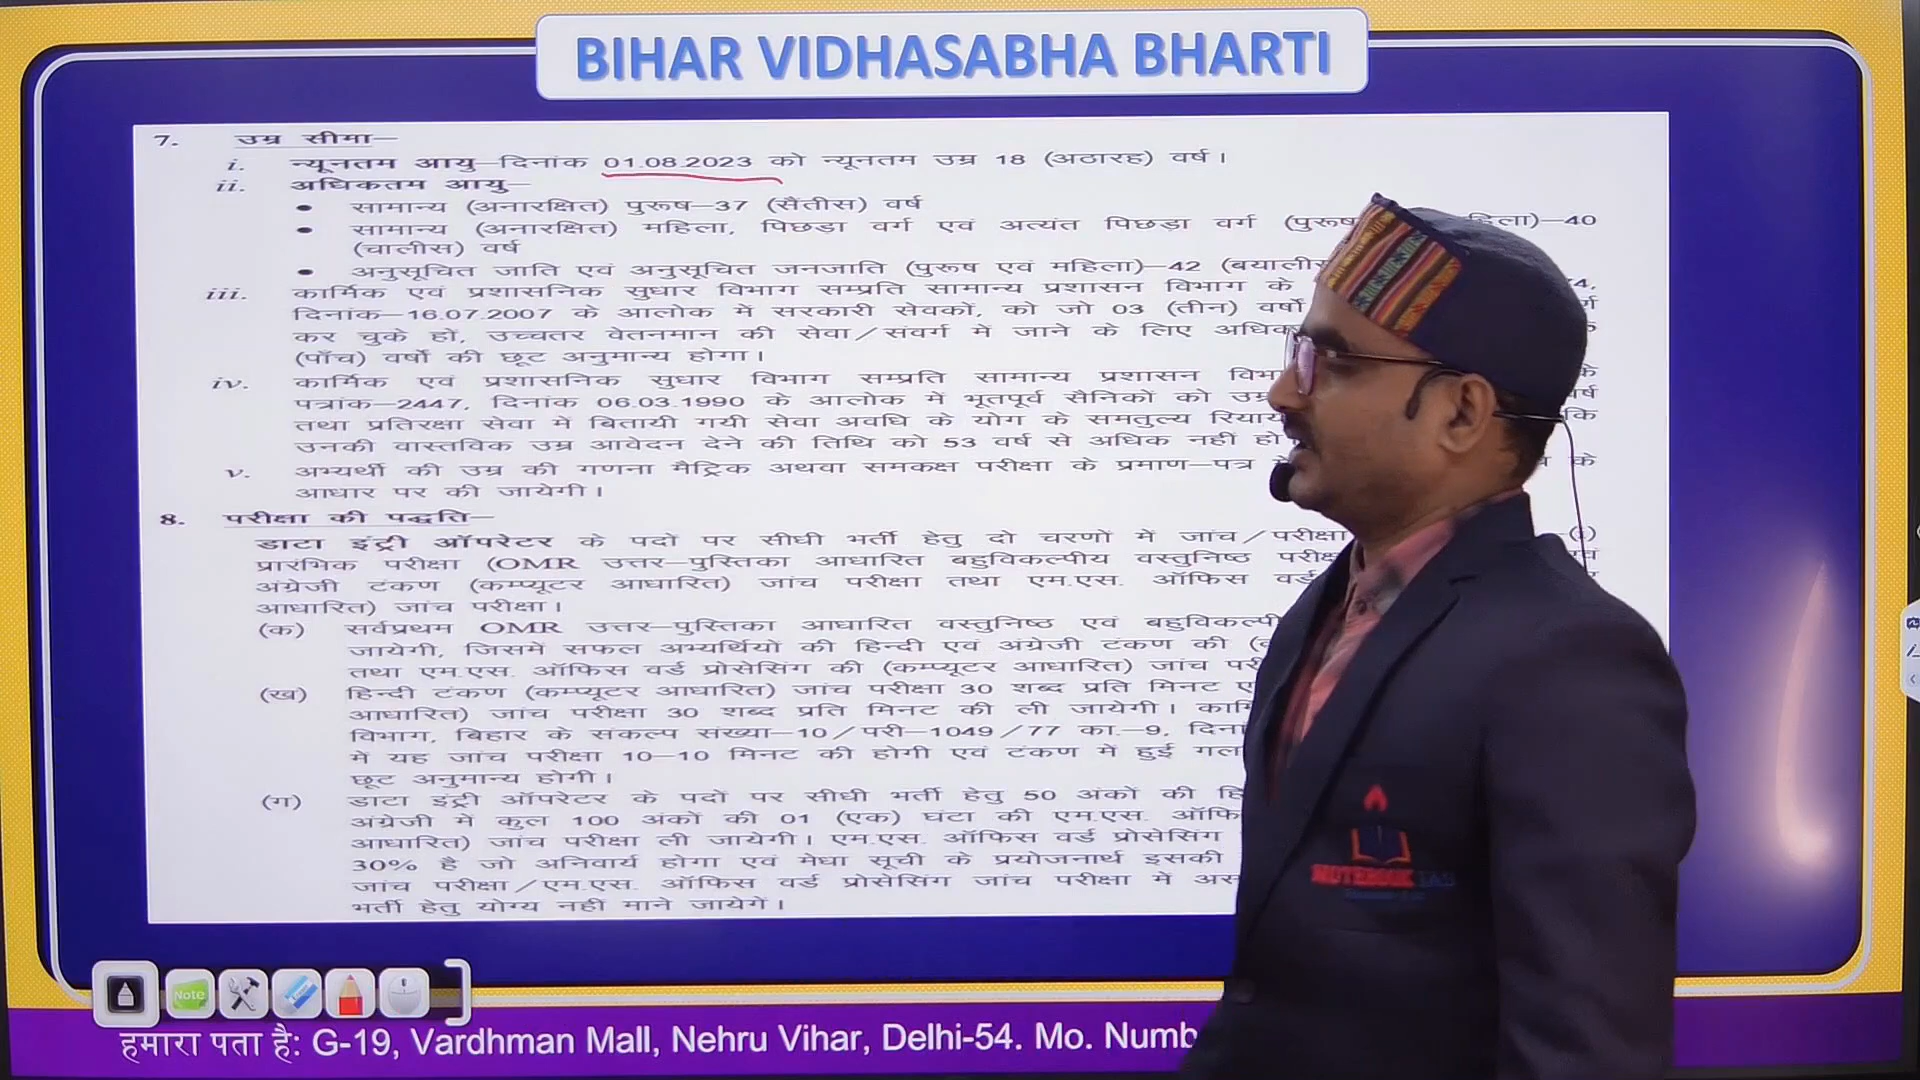 BIHAR VIDHASABHA BHARTI
7. उम्र सीमा—
i. न्यूनतम आयु—दिनांक 01.08.2023 को न्यूनतम उम्र 18 (अठारह) वर्ष।
ii. अधिकतम आयु—
• सामान्य (अनारक्षित) पुरूष—37 (सैंतीस) वर्ष
• सामान्य (अनारक्षित) महिला, पिछड़ा वर्ग एवं अत्यंत पिछड़ा वर्ग (पुरूष हिला)—40
(चालीस) वर्ष
• अनुसूचित जाति एवं अनुसूचित जनजाति (पुरूष एवं महिला)—42 (बयालीस
iii. कार्मिक एवं प्रशासनिक सुधार विभाग सम्प्रति सामान्य प्रशासन विभाग के
दिनांक—16.07.2007 के आलोक में सरकारी सेवकों, को जो 03 (तीन) वर्षों
कर चुके हों, उच्चतर वेतनमान की सेवा/संवर्ग में जाने के लिए
(पाँच) वर्षों की छूट अनुमान्य होगा।
iv. कार्मिक एवं प्रशासनिक सुधार विभाग सम्प्रति सामान्य प्रशासन के
पत्रांक—2447, दिनांक 06.03.1990 के आलोक में भूतपूर्व सैनिकों को वर्ष
तथा प्रतिरक्षा सेवा में बितायी गयी सेवा अवधि के योग के समतुल्य कि
उनकी वास्तविक उम्र आवेदन देने की तिथि को 53 वर्ष से अधिक नहीं हो
v. अभ्यर्थी की उम्र की गणना मैट्रिक अथवा समकक्ष परीक्षा के प्रमाण—पत्र के
आधार पर की जायेगी।
8. परीक्षा की पद्धति—
डाटा इंट्री ऑपरेटर के पदों पर सीधी भर्ती हेतु दो चरणों में जांच/परीक्षा
प्रारंभिक परीक्षा (OMR उत्तर—पुस्तिका आधारित बहुविकल्पीय वस्तुनिष्ठ
अंग्रेजी टंकण (कम्प्यूटर आधारित) जांच परीक्षा तथा एम.एस. ऑफिस वर्ड
आधारित) जांच परीक्षा।
(क) सर्वप्रथम OMR उत्तर—पुस्तिका आधारित वस्तुनिष्ठ एवं
जायेगी, जिसमें सफल अभ्यर्थियों की हिन्दी एवं अंग्रेजी टंकण की
तथा एम.एस. ऑफिस वर्ड प्रोसेसिंग की (कम्प्यूटर आधारित) जांच
(ख) हिन्दी टंकण (कम्प्यूटर आधारित) जांच परीक्षा 30 शब्द प्रति मिनट
आधारित) जांच परीक्षा 30 शब्द प्रति मिनट की ली जायेगी।
विभाग, बिहार के संकल्प संख्या—10/परी—1049/77 का.—9,
में यह जांच परीक्षा 10—10 मिनट की होगी एवं टंकण में हुई
छूट अनुमान्य होगी।
(ग) डाटा इंट्री ऑपरेटर के पदों पर सीधी भर्ती हेतु 50 अंकों की
अंग्रेजी में कुल 100 अंकों की 01 (एक) घंटा की एम.एस.
आधारित) जांच परीक्षा ली जायेगी। एम.एस. ऑफिस वर्ड प्रोसेसिंग
30% है जो अनिवार्य होगा एवं मेघा सूची के प्रयोजनार्थ इसकी
जांच परीक्षा/एम.एस. ऑफिस वर्ड प्रोसेसिंग जांच परीक्षा में
भर्ती हेतु योग्य नहीं माने जायेगें।
Note
NOTEBOOK IAS
हमारा पता है: G-19, Vardhman Mall, Nehru Vihar, Delhi-54. Mo. Numb